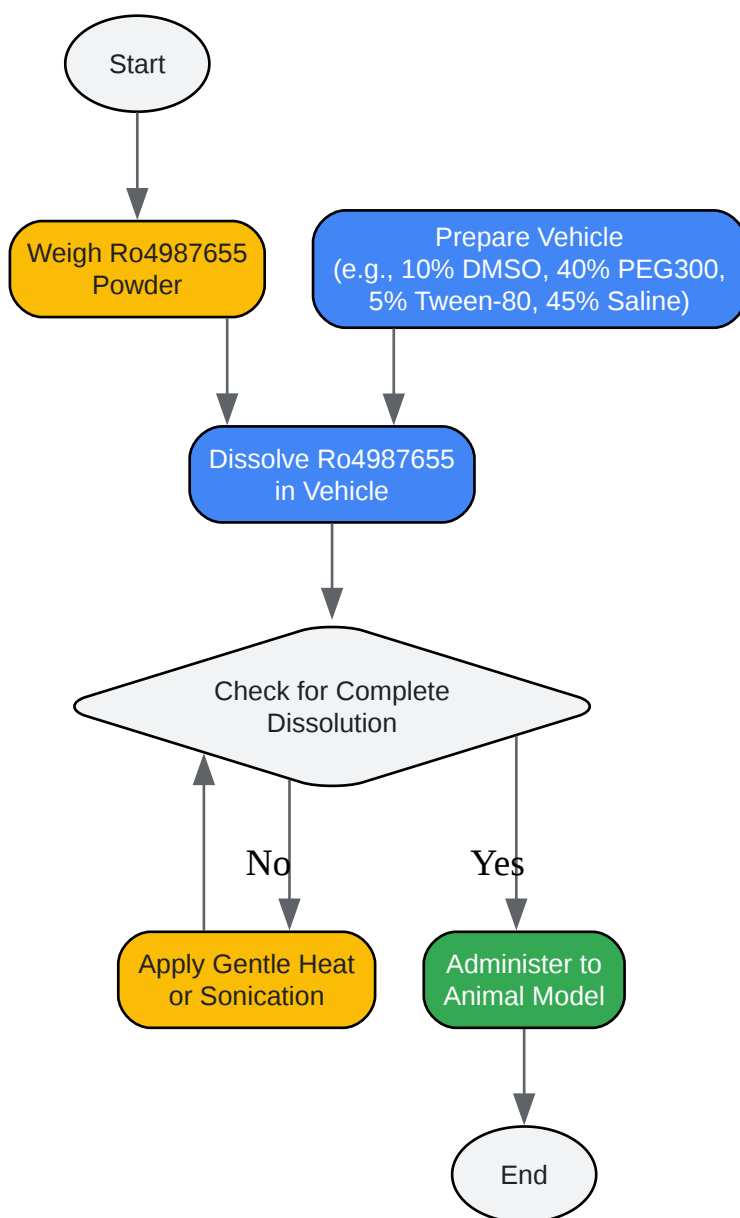 Start
Weigh Ro4987655
Powder
Prepare Vehicle
(e.g., 10% DMSO, 40% PEG300,
5% Tween-80, 45% Saline)
Dissolve Ro4987655
in Vehicle
Check for Complete
Dissolution
No
Yes
Apply Gentle Heat
or Sonication
Administer to
Animal Model
End